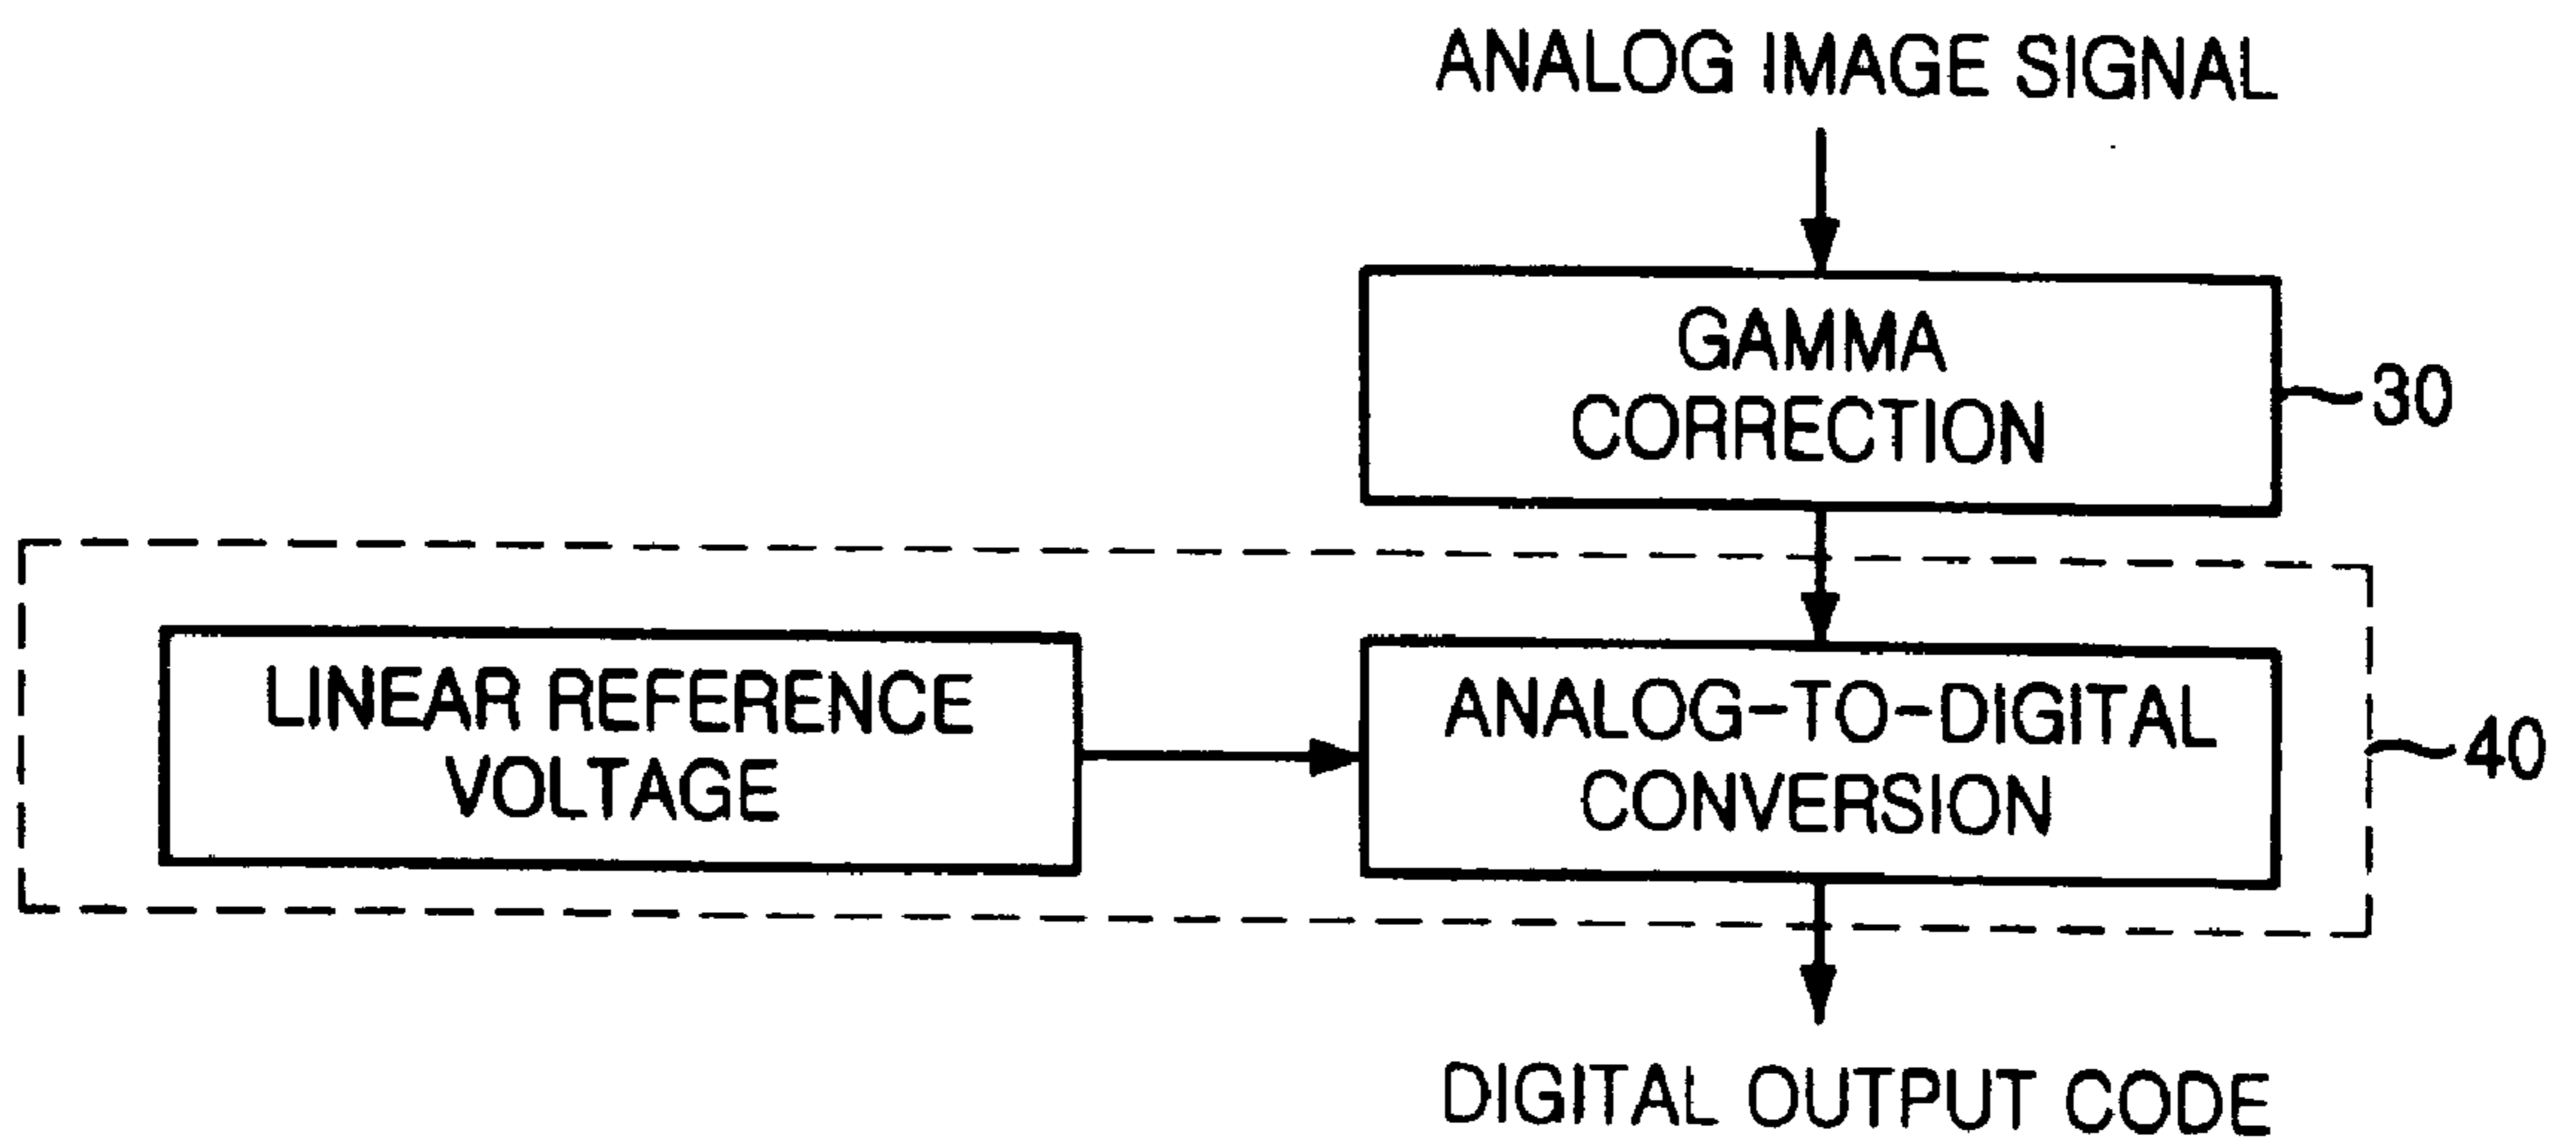 ANALOG IMAGE SIGNAL
GAMMA
CORRECTION
30
LINEAR REFERENCE
VOLTAGE
ANALOG-TO-DIGITAL
CONVERSION
40
DIGITAL OUTPUT CODE